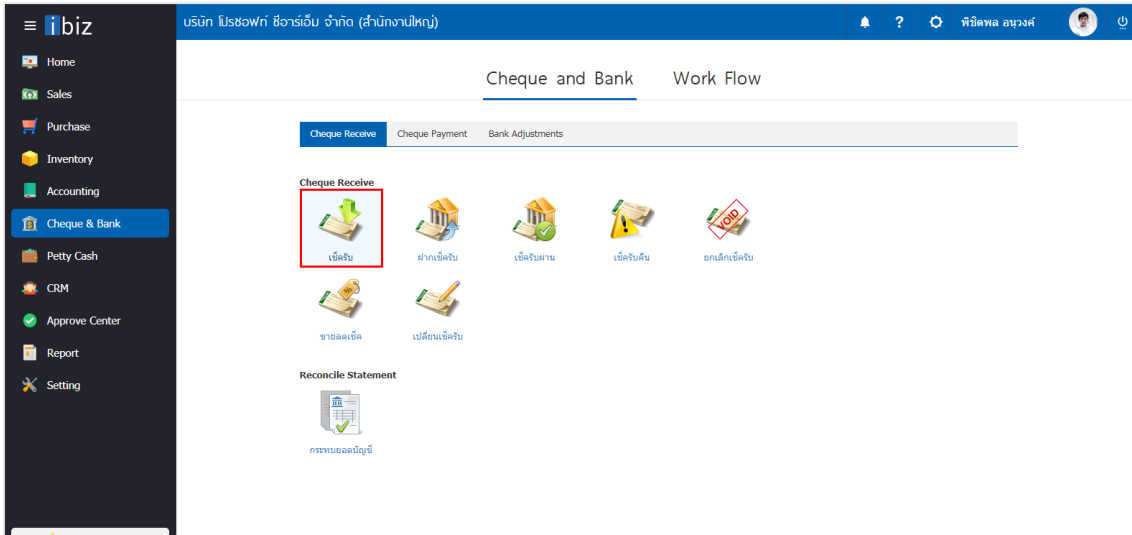 ibiz
บริษัท โปรซอฟท์ ซีอาร์เอ็ม จำกัด (สำนักงานใหญ่)
?
พิชิตพล อนุวงค์
Home
Sales
Purchase
Inventory
Accounting
Cheque & Bank
Petty Cash
CRM
Approve Center
Report
Setting
Cheque and Bank Work Flow
Cheque Receive Cheque Payment Bank Adjustments
Cheque Receive
VOID
เช็ครับ ฝากเช็ครับ เช็ครับผ่าน เช็ครับคืน ยกเลิกเช็ครับ
ขายลดเช็ค เปลี่ยนเช็ครับ
Reconcile Statement
กระทบยอดบัญชี